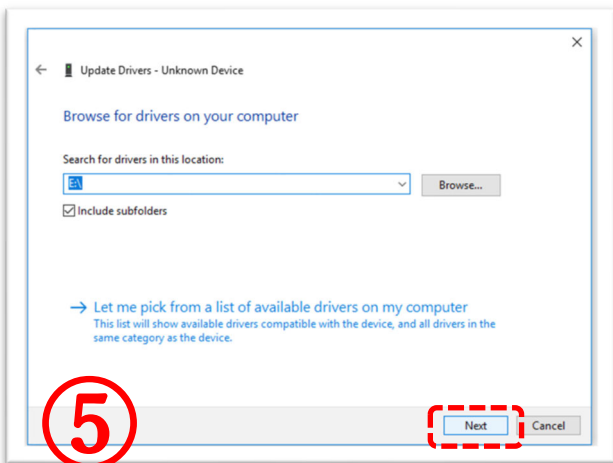 Update Drivers - Unknown Device
Browse for drivers on your computer
Search for drivers in this location:
E:\
Browse...
Include subfolders
Let me pick from a list of available drivers on my computer
This list will show available drivers compatible with the device, and all drivers in the
same category as the device.
⑤
Next
Cancel